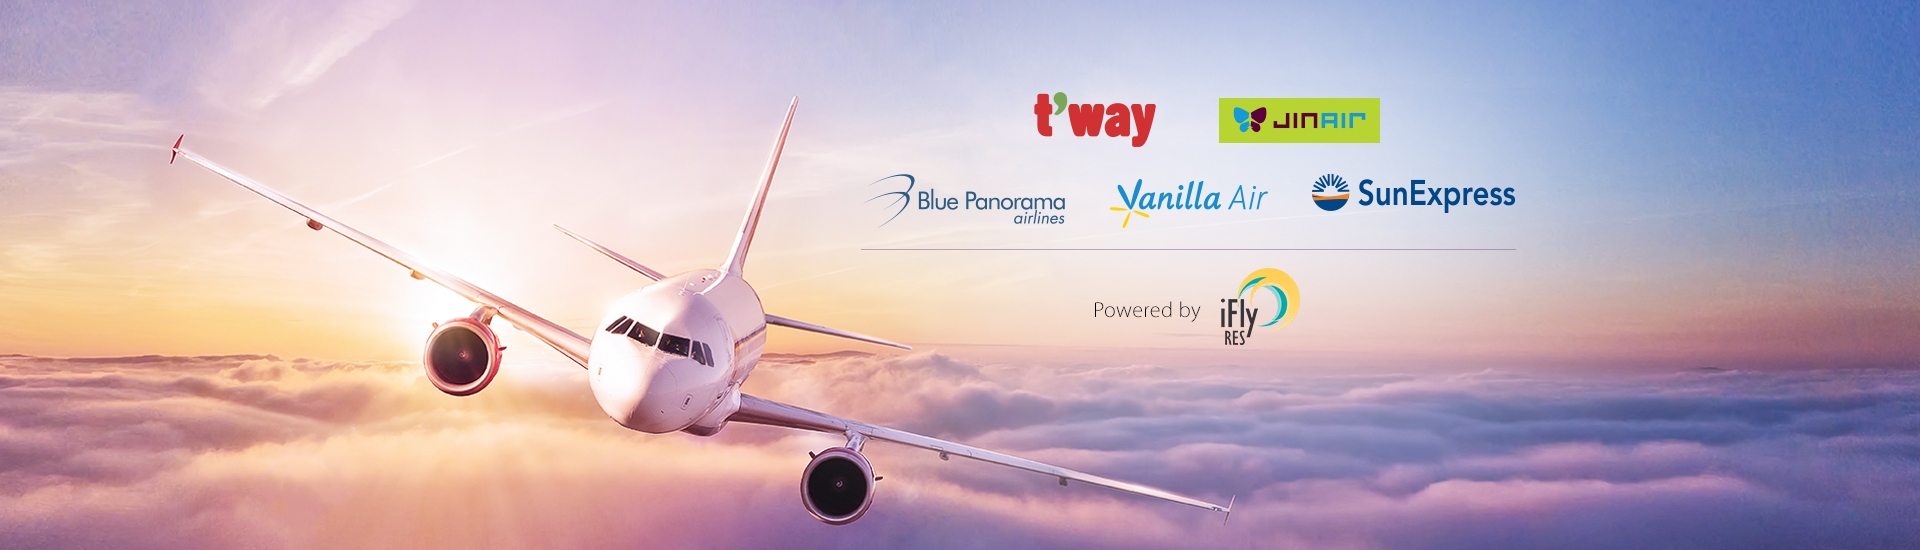 t'way
JINAIR
Blue Panorama
airlines
Vanilla Air
SunExpress
Powered by
iFly
RES